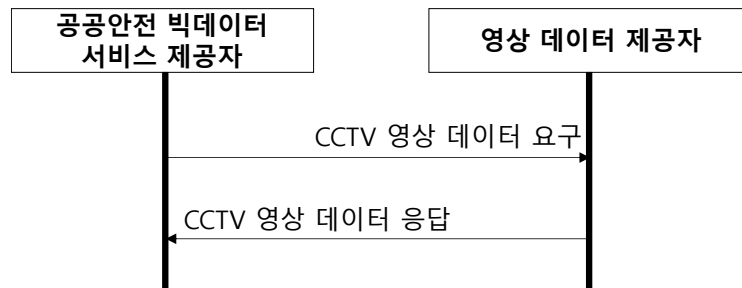 공공안전 빅데이터
서비스 제공자
영상 데이터 제공자
CCTV 영상 데이터 요구
CCTV 영상 데이터 응답